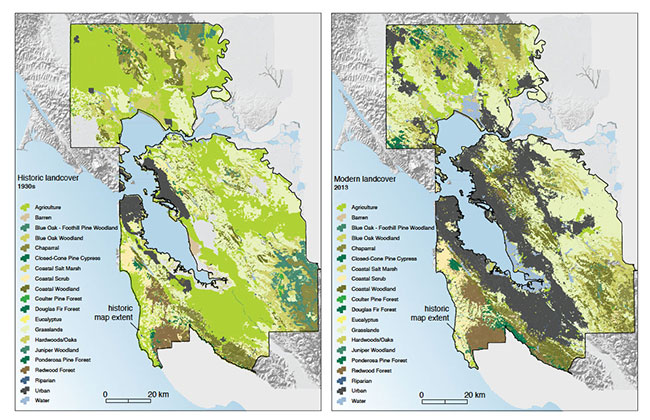 Historic landcover
1930s
Agriculture
Barren
Blue Oak - Foothill Pine Woodland
Blue Oak Woodland
Chaparral
Closed-Cone Pine Cypress
Coastal Salt Marsh
Coastal Scrub
Coastal Woodland
Coulter Pine Forest
Douglas Fir Forest
Eucalyptus
Grasslands
Hardwoods/Oaks
Juniper Woodland
Ponderosa Pine Forest
Redwood Forest
Riparian
Urban
Water
historic
map extent
0 20 km
Modern landcover
2013
Agriculture
Barren
Blue Oak - Foothill Pine Woodland
Blue Oak Woodland
Chaparral
Closed-Cone Pine Cypress
Coastal Salt Marsh
Coastal Scrub
Coastal Woodland
Coulter Pine Forest
Douglas Fir Forest
Eucalyptus
Grasslands
Hardwoods/Oaks
Juniper Woodland
Ponderosa Pine Forest
Redwood Forest
Riparian
Urban
Water
historic
map extent
0 20 km